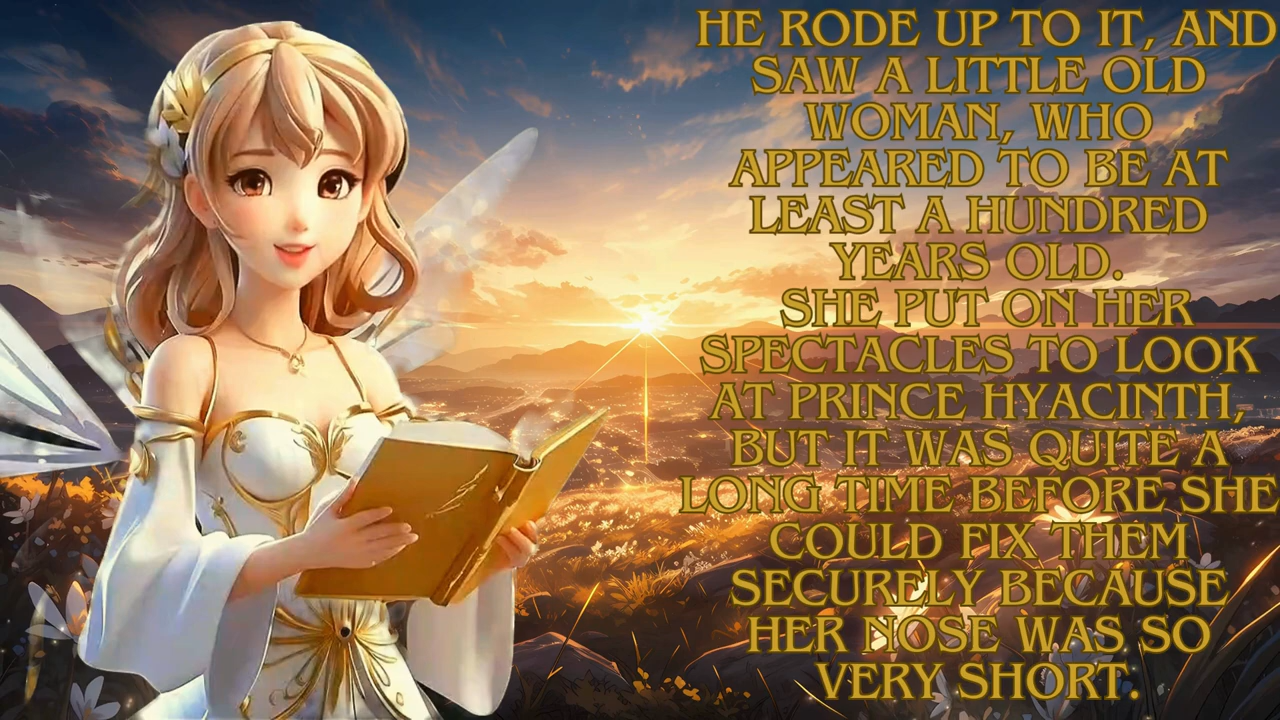 HE RODE UP TO IT, AND
SAW A LITTLE OLD
WOMAN, WHO
APPEARED TO BE AT
LEAST A HUNDRED
YEARS OLD.
SHE PUT ON HER
SPECTACLES TO LOOK
AT PRINCE HYACINTH,
BUT IT WAS QUITE A
LONG TIME BEFORE SHE
COULD FIX THEM
SECURELY BECAUSE
HER NOSE WAS SO
VERY SHORT.